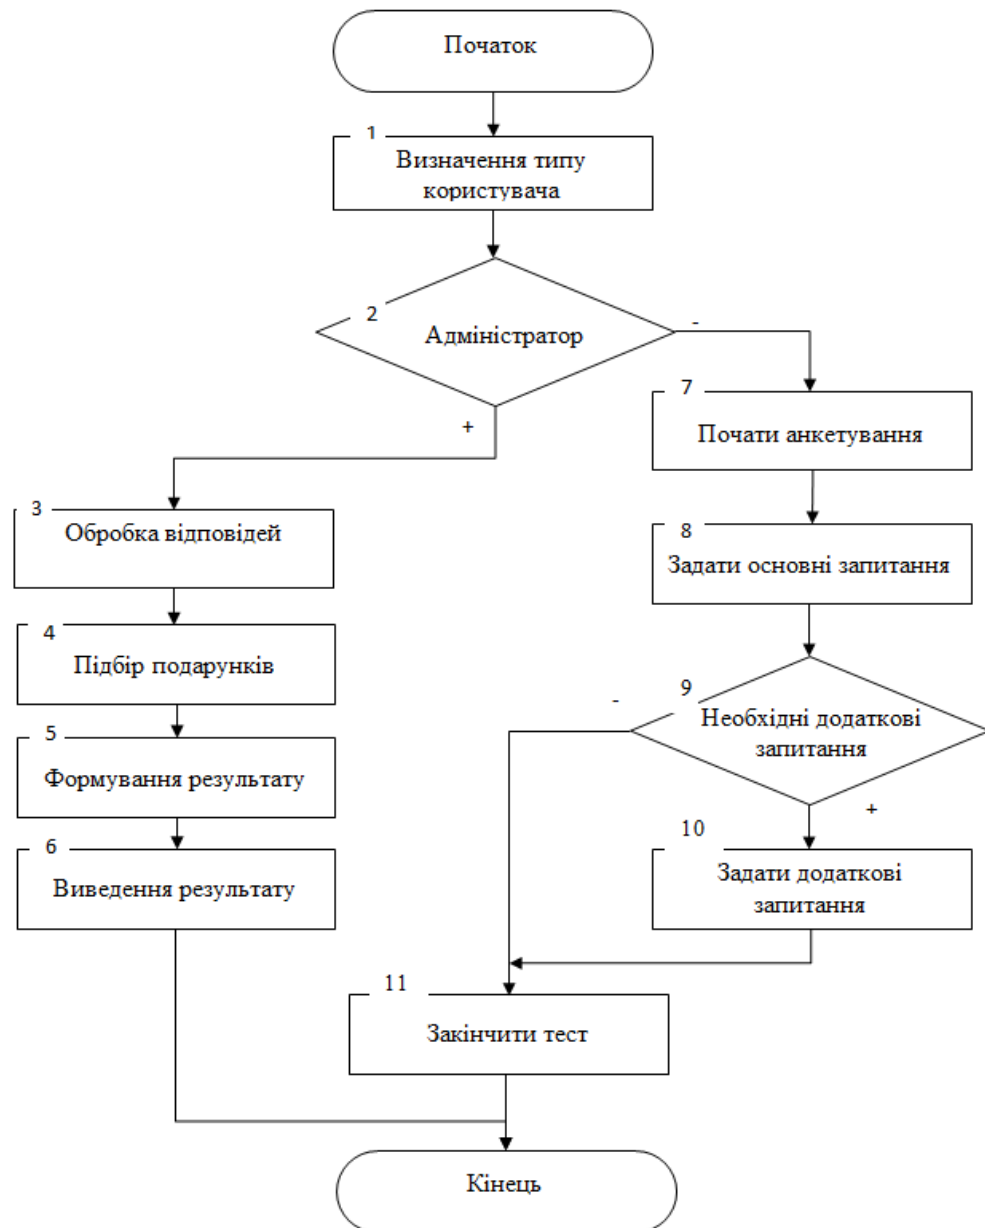 Початок
1
Визначення типу
користувача
2
Адміністратор
-
+
7
Почати анкетування
3
Обробка відповідей
8
Задати основні запитання
4
Підбір подарунків
9
-
Необхідні додаткові
запитання
5
Формування результату
+
10
6
Виведення результату
Задати додаткові
запитання
11
Закінчити тест
Кінець